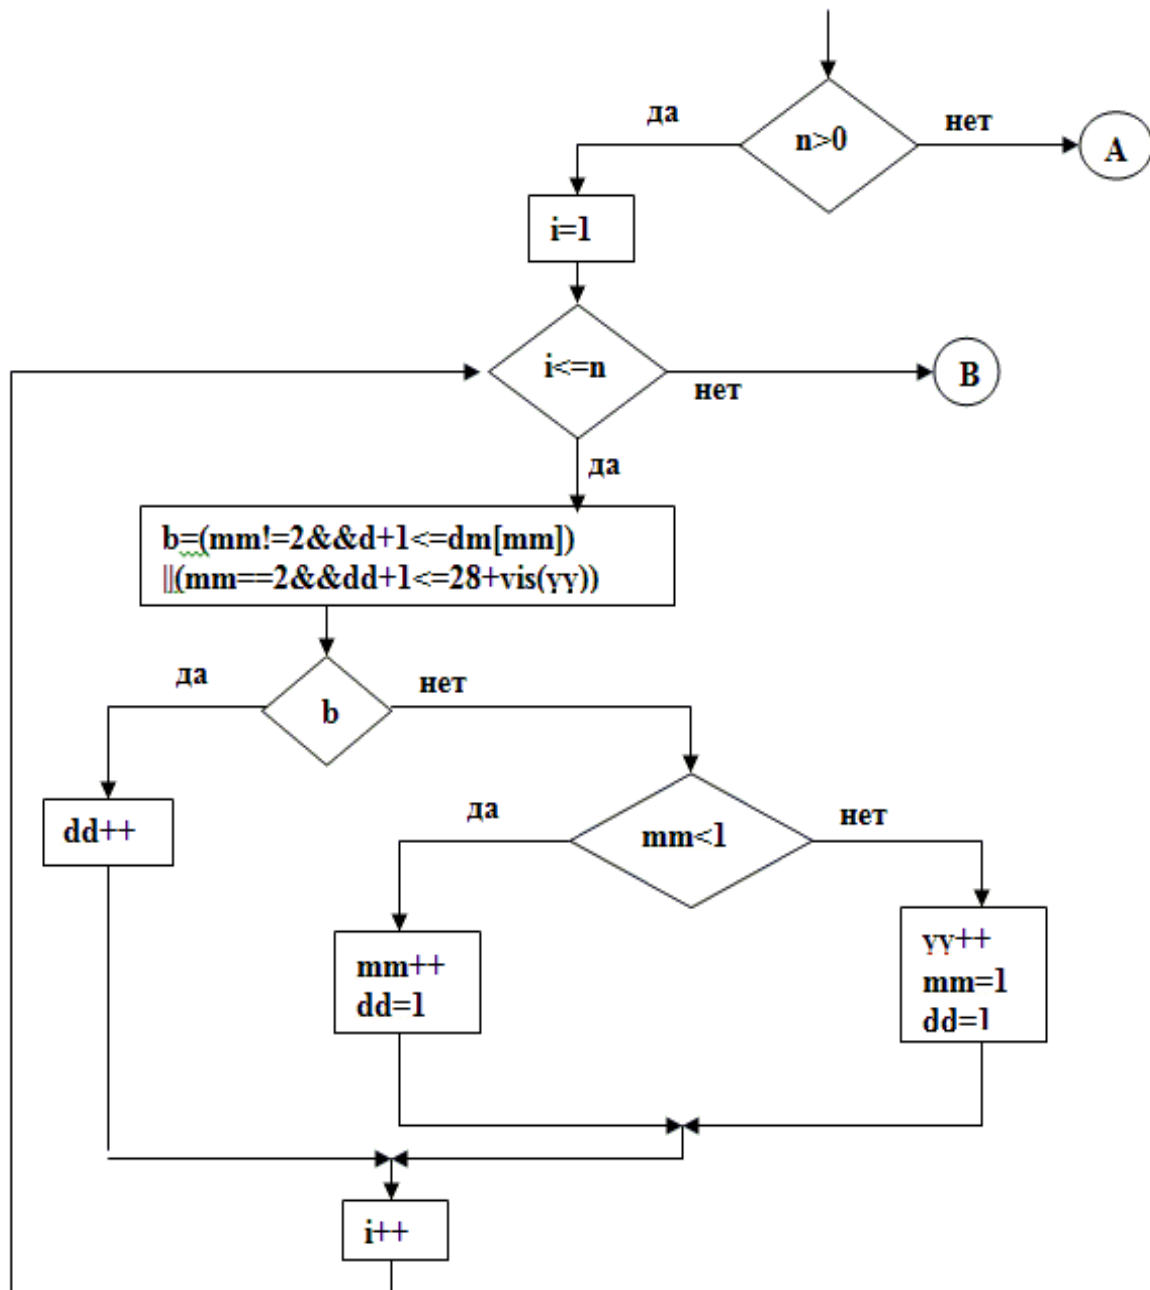 да
n>0
нет
A
i=1
i<=n
нет
B
да
b=(mm!=2&&d+1<=dm[mm])
||(mm==2&&dd+1<=28+vis(yy))
да
b
нет
dd++
да
mm<1
нет
mm++
dd=1
yy++
mm=1
dd=1
i++